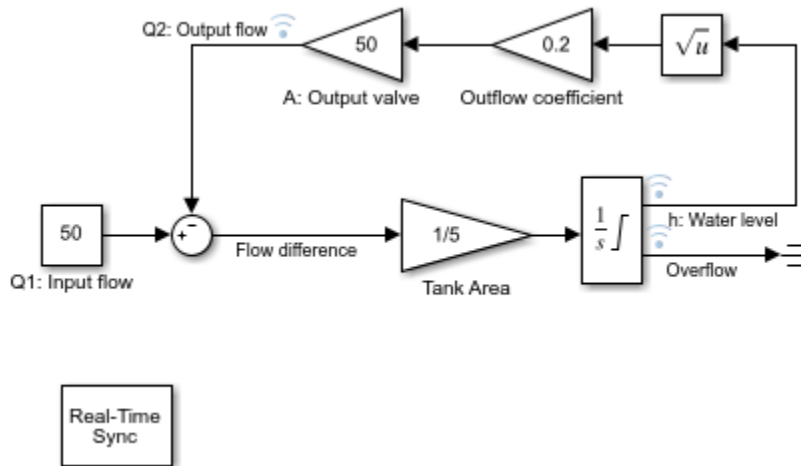 Q2: Output flow
50
A: Output valve
0.2
Outflow coefficient
√u
50
Q1: Input flow
+
−
Flow difference
1/5
Tank Area
1
s
h: Water level
Overflow
Real-Time
Sync